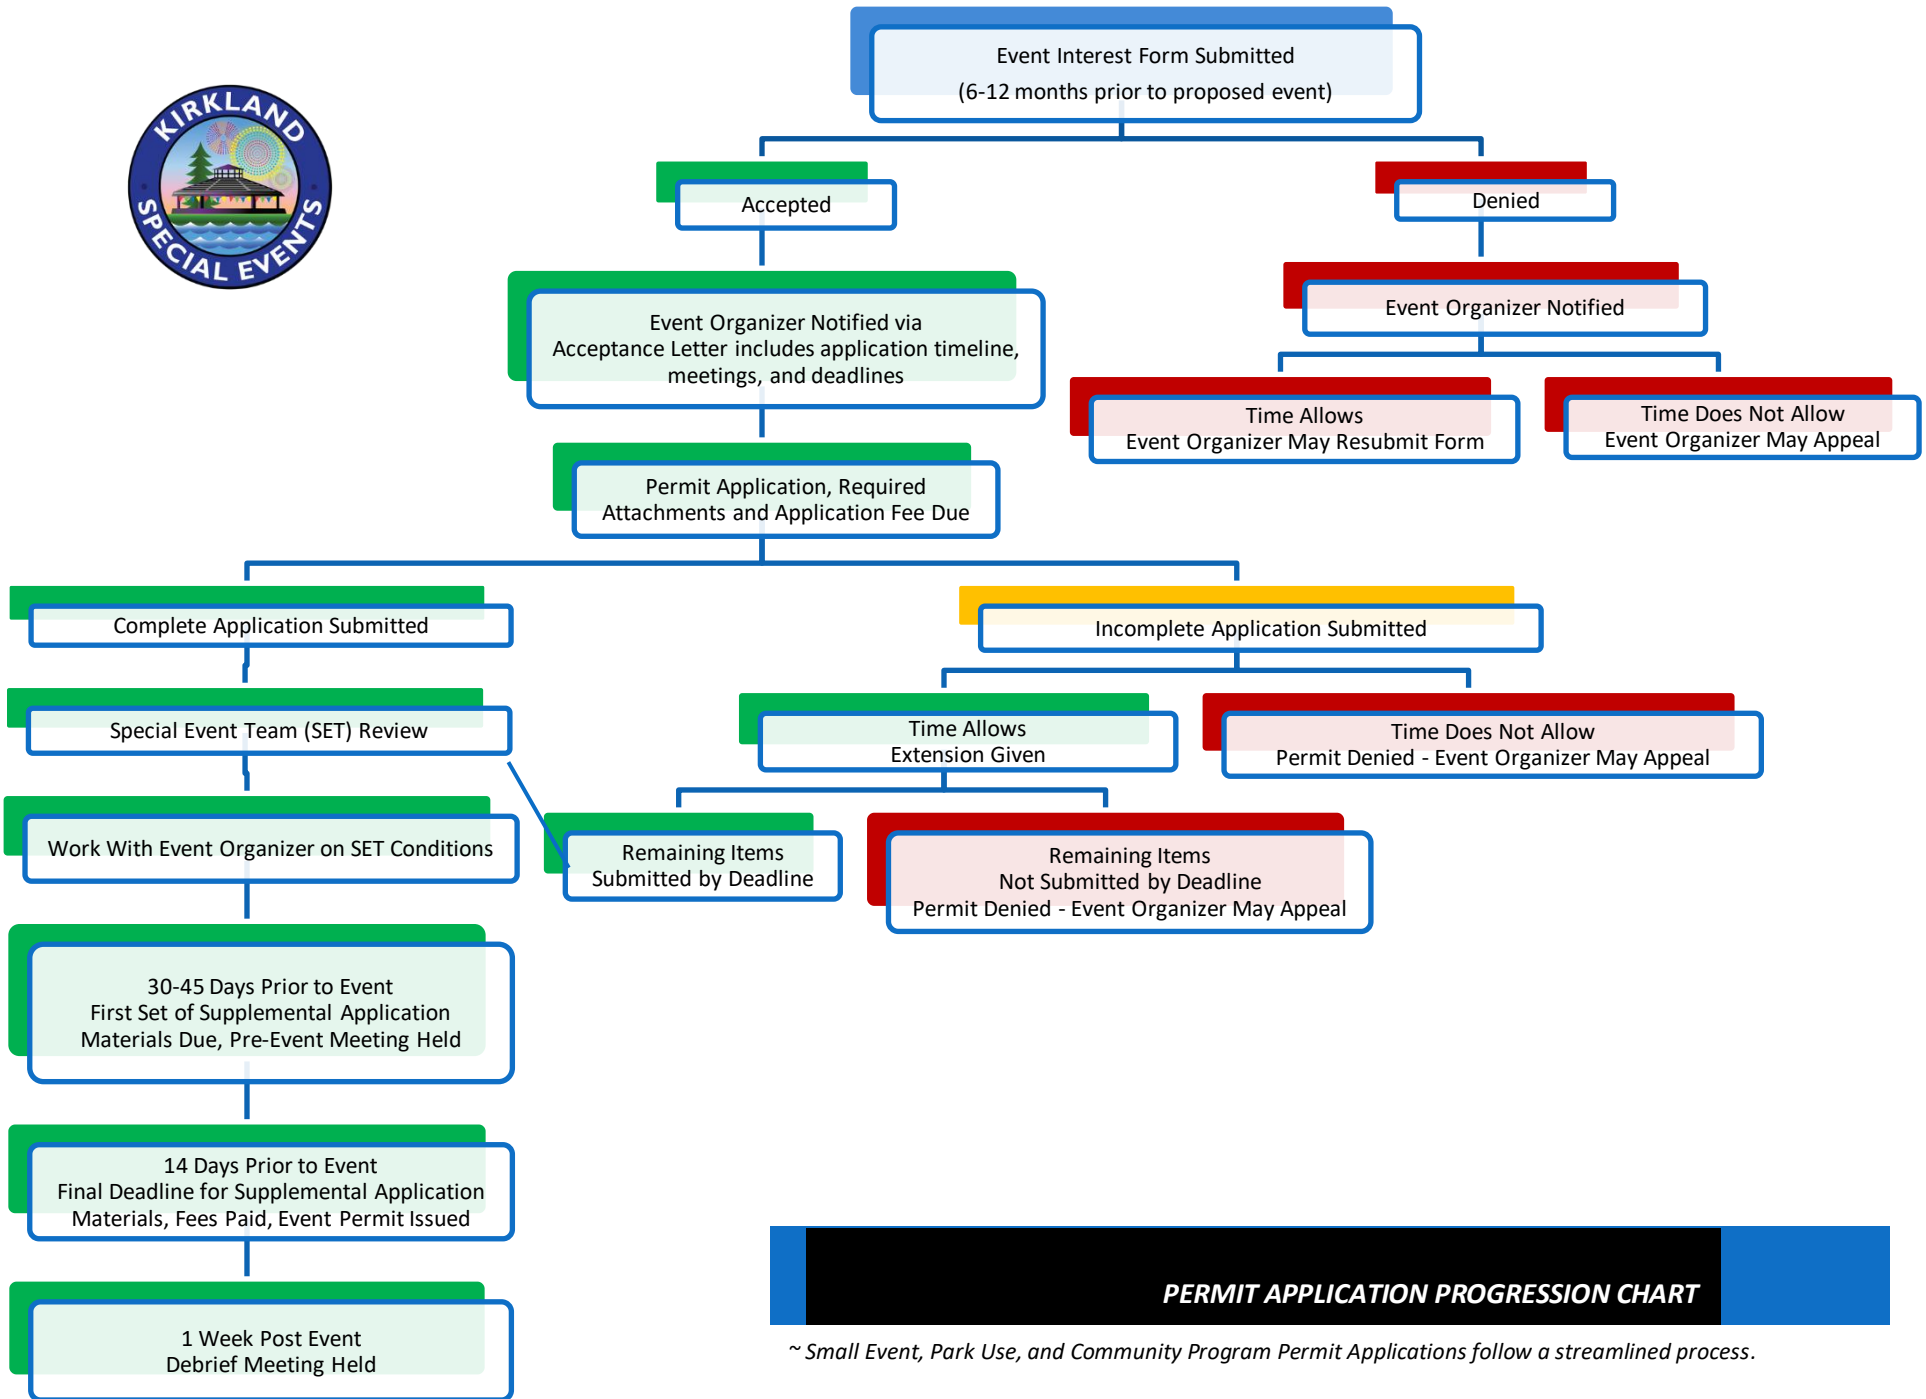 KIRKLAND
SPECIAL EVENTS
Event Interest Form Submitted
(6-12 months prior to proposed event)
Accepted
Denied
Event Organizer Notified via
Acceptance Letter includes application timeline,
meetings, and deadlines
Event Organizer Notified
Time Allows
Event Organizer May Resubmit Form
Time Does Not Allow
Event Organizer May Appeal
Permit Application, Required
Attachments and Application Fee Due
Complete Application Submitted
Incomplete Application Submitted
Special Event Team (SET) Review
Time Allows
Extension Given
Time Does Not Allow
Permit Denied - Event Organizer May Appeal
Work With Event Organizer on SET Conditions
Remaining Items
Submitted by Deadline
Remaining Items
Not Submitted by Deadline
Permit Denied - Event Organizer May Appeal
30-45 Days Prior to Event
First Set of Supplemental Application
Materials Due, Pre-Event Meeting Held
14 Days Prior to Event
Final Deadline for Supplemental Application
Materials, Fees Paid, Event Permit Issued
1 Week Post Event
Debrief Meeting Held
PERMIT APPLICATION PROGRESSION CHART
~ Small Event, Park Use, and Community Program Permit Applications follow a streamlined process.